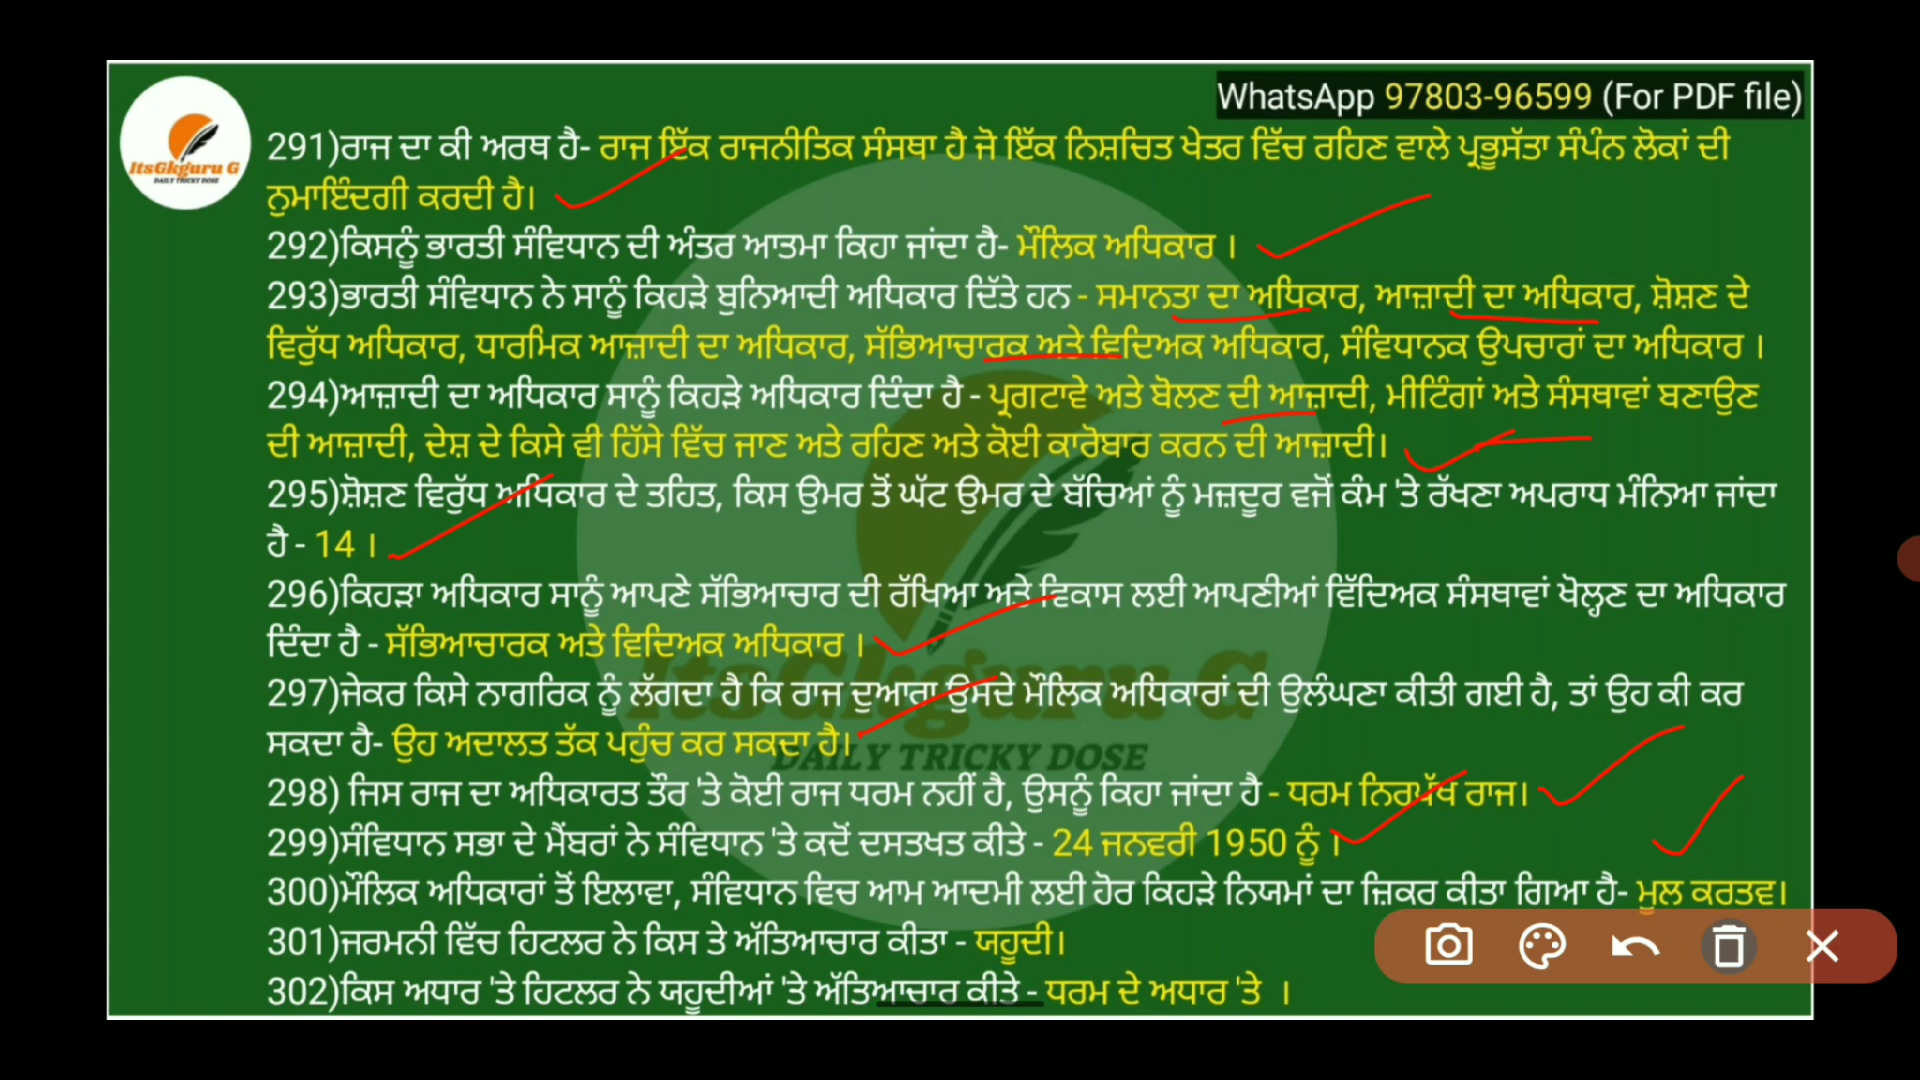 WhatsApp 97803-96599 (For PDF file)
ItsGkguru G
DAILY TRICKY DOSE
291)ਰਾਜ ਦਾ ਕੀ ਅਰਥ ਹੈ- ਰਾਜ ਇੱਕ ਰਾਜਨੀਤਿਕ ਸੰਸਥਾ ਹੈ ਜੋ ਇੱਕ ਨਿਸ਼ਚਿਤ ਖੇਤਰ ਵਿੱਚ ਰਹਿਣ ਵਾਲੇ ਪ੍ਰਭੂਸੱਤਾ ਸੰਪੰਨ ਲੋਕਾਂ ਦੀ
ਨੁਮਾਇੰਦਗੀ ਕਰਦੀ ਹੈ।
292)ਕਿਸਨੂੰ ਭਾਰਤੀ ਸੰਵਿਧਾਨ ਦੀ ਅੰਤਰ ਆਤਮਾ ਕਿਹਾ ਜਾਂਦਾ ਹੈ- ਮੌਲਿਕ ਅਧਿਕਾਰ ।
293)ਭਾਰਤੀ ਸੰਵਿਧਾਨ ਨੇ ਸਾਨੂੰ ਕਿਹੜੇ ਬੁਨਿਆਦੀ ਅਧਿਕਾਰ ਦਿੱਤੇ ਹਨ - ਸਮਾਨਤਾ ਦਾ ਅਧਿਕਾਰ, ਆਜ਼ਾਦੀ ਦਾ ਅਧਿਕਾਰ, ਸ਼ੋਸ਼ਣ ਦੇ
ਵਿਰੁੱਧ ਅਧਿਕਾਰ, ਧਾਰਮਿਕ ਆਜ਼ਾਦੀ ਦਾ ਅਧਿਕਾਰ, ਸੱਭਿਆਚਾਰਕ ਅਤੇ ਵਿਦਿਅਕ ਅਧਿਕਾਰ, ਸੰਵਿਧਾਨਕ ਉਪਚਾਰਾਂ ਦਾ ਅਧਿਕਾਰ ।
294)ਆਜ਼ਾਦੀ ਦਾ ਅਧਿਕਾਰ ਸਾਨੂੰ ਕਿਹੜੇ ਅਧਿਕਾਰ ਦਿੰਦਾ ਹੈ - ਪ੍ਰਗਟਾਵੇ ਅਤੇ ਬੋਲਣ ਦੀ ਆਜ਼ਾਦੀ, ਮੀਟਿੰਗਾਂ ਅਤੇ ਸੰਸਥਾਵਾਂ ਬਣਾਉਣ
ਦੀ ਆਜ਼ਾਦੀ, ਦੇਸ਼ ਦੇ ਕਿਸੇ ਵੀ ਹਿੱਸੇ ਵਿੱਚ ਜਾਣ ਅਤੇ ਰਹਿਣ ਅਤੇ ਕੋਈ ਕਾਰੋਬਾਰ ਕਰਨ ਦੀ ਆਜ਼ਾਦੀ।
295)ਸ਼ੋਸ਼ਣ ਵਿਰੁੱਧ ਅਧਿਕਾਰ ਦੇ ਤਹਿਤ, ਕਿਸ ਉਮਰ ਤੋਂ ਘੱਟ ਉਮਰ ਦੇ ਬੱਚਿਆਂ ਨੂੰ ਮਜ਼ਦੂਰ ਵਜੋਂ ਕੰਮ 'ਤੇ ਰੱਖਣਾ ਅਪਰਾਧ ਮੰਨਿਆ ਜਾਂਦਾ
ਹੈ - 14 ।
296)ਕਿਹੜਾ ਅਧਿਕਾਰ ਸਾਨੂੰ ਆਪਣੇ ਸੱਭਿਆਚਾਰ ਦੀ ਰੱਖਿਆ ਅਤੇ ਵਿਕਾਸ ਲਈ ਆਪਣੀਆਂ ਵਿੱਦਿਅਕ ਸੰਸਥਾਵਾਂ ਖੋਲ੍ਹਣ ਦਾ ਅਧਿਕਾਰ
ਦਿੰਦਾ ਹੈ - ਸੱਭਿਆਚਾਰਕ ਅਤੇ ਵਿਦਿਅਕ ਅਧਿਕਾਰ ।
297)ਜੇਕਰ ਕਿਸੇ ਨਾਗਰਿਕ ਨੂੰ ਲੱਗਦਾ ਹੈ ਕਿ ਰਾਜ ਦੁਆਰਾ ਉਸਦੇ ਮੌਲਿਕ ਅਧਿਕਾਰਾਂ ਦੀ ਉਲੰਘਣਾ ਕੀਤੀ ਗਈ ਹੈ, ਤਾਂ ਉਹ ਕੀ ਕਰ
ਸਕਦਾ ਹੈ- ਉਹ ਅਦਾਲਤ ਤੱਕ ਪਹੁੰਚ ਕਰ ਸਕਦਾ ਹੈ।
298) ਜਿਸ ਰਾਜ ਦਾ ਅਧਿਕਾਰਤ ਤੌਰ 'ਤੇ ਕੋਈ ਰਾਜ ਧਰਮ ਨਹੀਂ ਹੈ, ਉਸਨੂੰ ਕਿਹਾ ਜਾਂਦਾ ਹੈ - ਧਰਮ ਨਿਰਪੱਖ ਰਾਜ।
299)ਸੰਵਿਧਾਨ ਸਭਾ ਦੇ ਮੈਂਬਰਾਂ ਨੇ ਸੰਵਿਧਾਨ 'ਤੇ ਕਦੋਂ ਦਸਤਖਤ ਕੀਤੇ - 24 ਜਨਵਰੀ 1950 ਨੂੰ ।
300)ਮੌਲਿਕ ਅਧਿਕਾਰਾਂ ਤੋਂ ਇਲਾਵਾ, ਸੰਵਿਧਾਨ ਵਿਚ ਆਮ ਆਦਮੀ ਲਈ ਹੋਰ ਕਿਹੜੇ ਨਿਯਮਾਂ ਦਾ ਜ਼ਿਕਰ ਕੀਤਾ ਗਿਆ ਹੈ- ਮੂਲ ਕਰਤਵ।
301)ਜਰਮਨੀ ਵਿੱਚ ਹਿਟਲਰ ਨੇ ਕਿਸ ਤੇ ਅੱਤਿਆਚਾਰ ਕੀਤਾ - ਯਹੂਦੀ।
302)ਕਿਸ ਅਧਾਰ 'ਤੇ ਹਿਟਲਰ ਨੇ ਯਹੂਦੀਆਂ 'ਤੇ ਅੱਤਿਆਚਾਰ ਕੀਤੇ - ਧਰਮ ਦੇ ਅਧਾਰ 'ਤੇ ।
ItsGkguru G
DAILY TRICKY DOSE